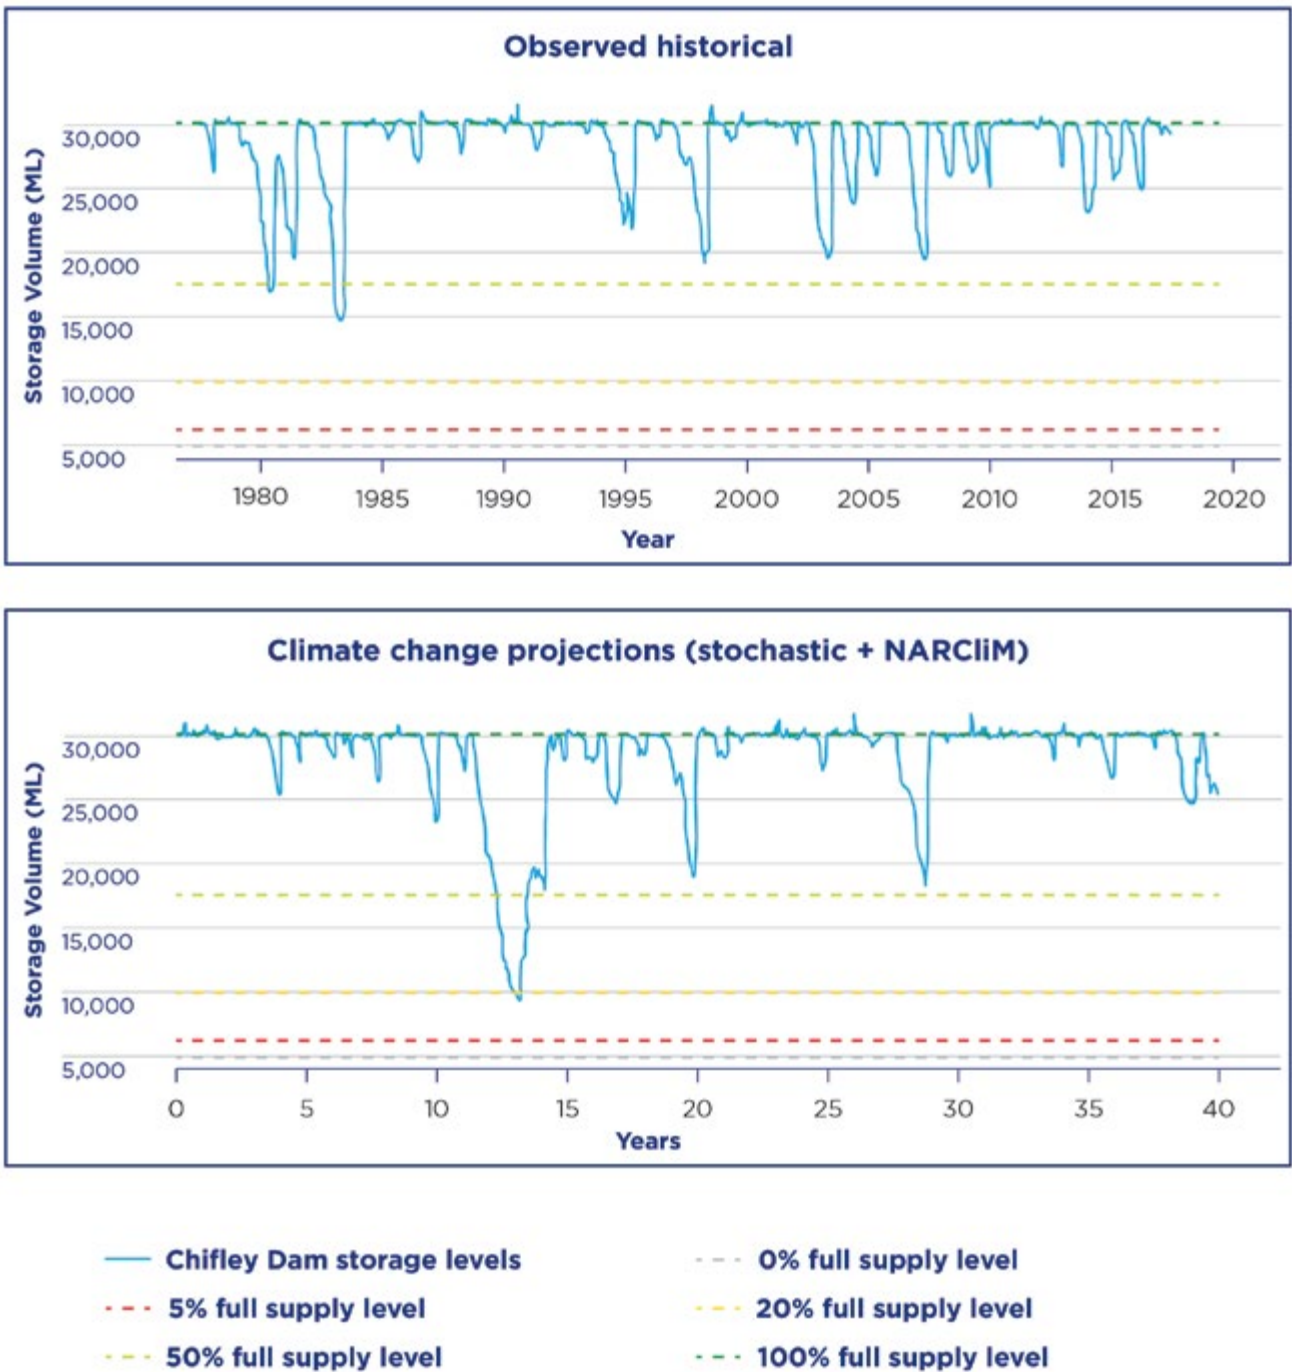 Observed historical
Storage Volume (ML)
30,000
25,000
20,000
15,000
10,000
5,000
1980 1985 1990 1995 2000 2005 2010 2015 2020
Year
Climate change projections (stochastic + NARCliM)
Storage Volume (ML)
30,000
25,000
20,000
15,000
10,000
5,000
0 5 10 15 20 25 30 35 40
Years
Chifley Dam storage levels 0% full supply level
5% full supply level 20% full supply level
50% full supply level 100% full supply level